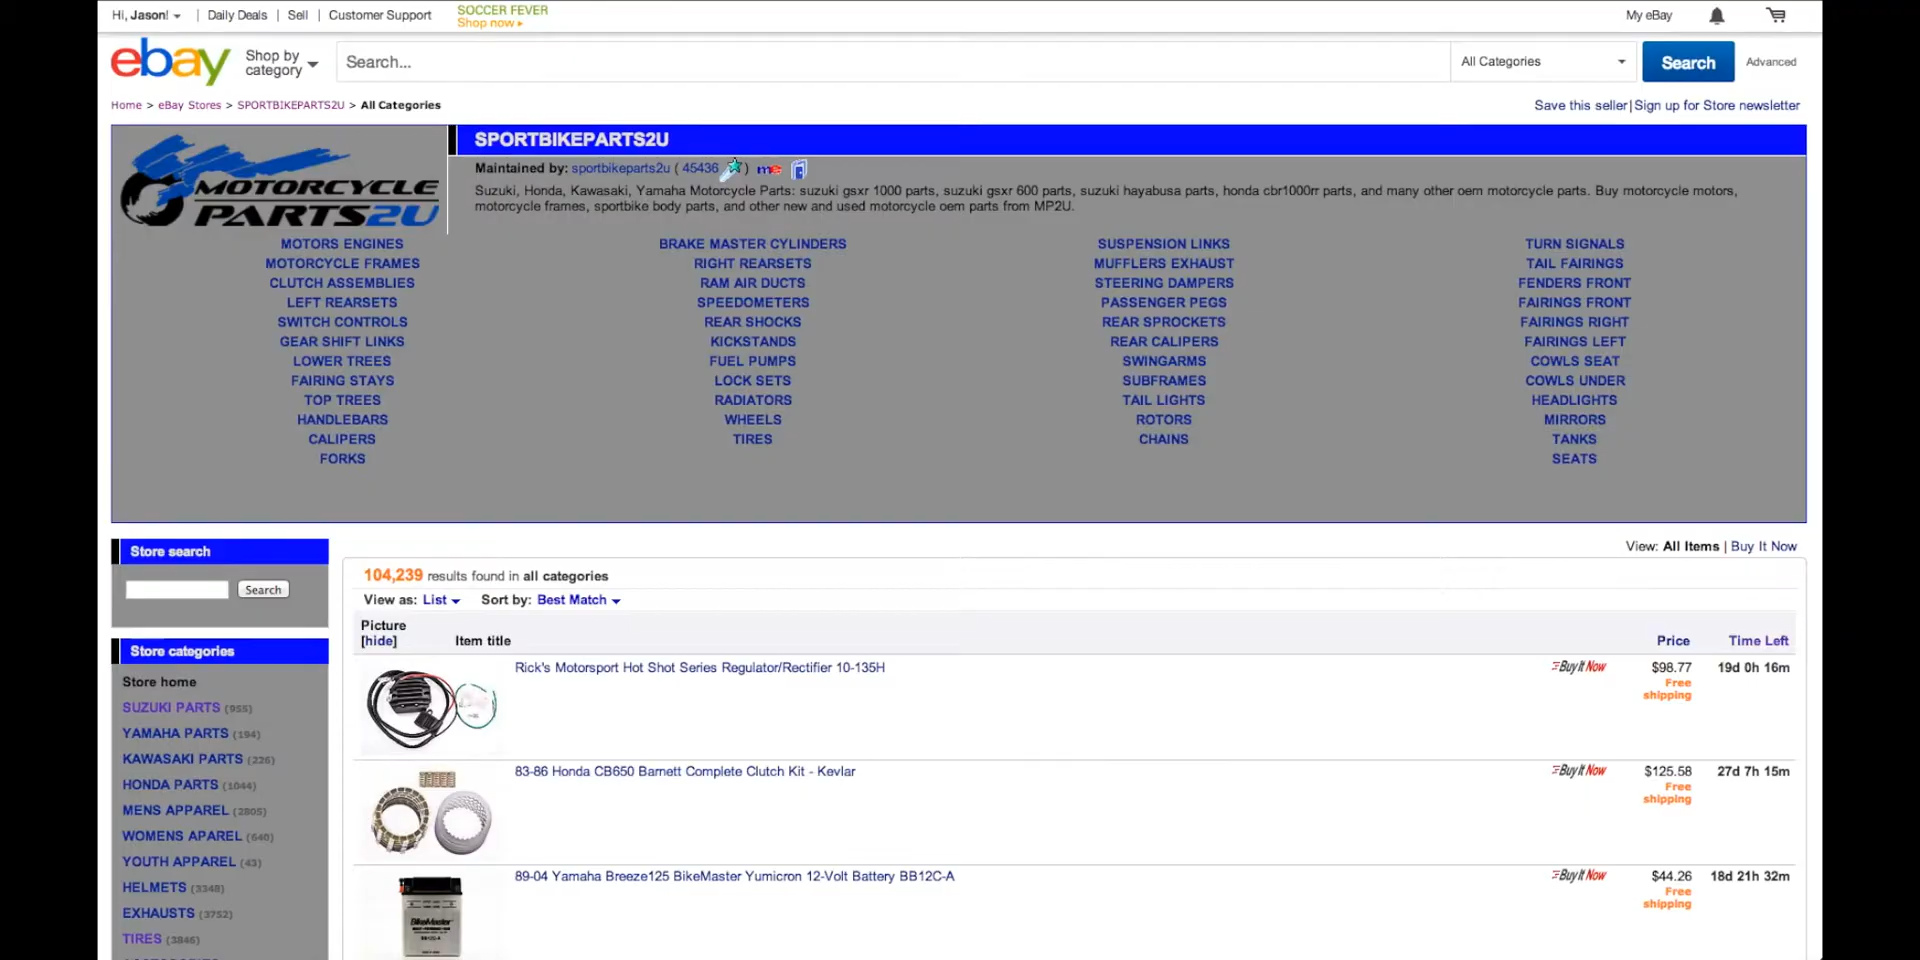 Hi, Jason! | Daily Deals | Sell | Customer Support
SOCCER FEVER
Shop now ▸
My eBay
ebay
Shop by
category
Search...
All Categories
Search
Advanced
Home > eBay Stores > SPORTBIKEPARTS2U > All Categories
Save this seller|Sign up for Store newsletter
MOTORCYCLE
PARTS2U
SPORTBIKEPARTS2U
Maintained by: sportbikeparts2u ( 45436 ) me
Suzuki, Honda, Kawasaki, Yamaha Motorcycle Parts: suzuki gsxr 1000 parts, suzuki gsxr 600 parts, suzuki hayabusa parts, honda cbr1000rr parts, and many other oem motorcycle parts. Buy motorcycle motors,
motorcycle frames, sportbike body parts, and other new and used motorcycle oem parts from MP2U.
MOTORS ENGINES
MOTORCYCLE FRAMES
CLUTCH ASSEMBLIES
LEFT REARSETS
SWITCH CONTROLS
GEAR SHIFT LINKS
LOWER TREES
FAIRING STAYS
TOP TREES
HANDLEBARS
CALIPERS
FORKS
BRAKE MASTER CYLINDERS
RIGHT REARSETS
RAM AIR DUCTS
SPEEDOMETERS
REAR SHOCKS
KICKSTANDS
FUEL PUMPS
LOCK SETS
RADIATORS
WHEELS
TIRES
SUSPENSION LINKS
MUFFLERS EXHAUST
STEERING DAMPERS
PASSENGER PEGS
REAR SPROCKETS
REAR CALIPERS
SWINGARMS
SUBFRAMES
TAIL LIGHTS
ROTORS
CHAINS
TURN SIGNALS
TAIL FAIRINGS
FENDERS FRONT
FAIRINGS FRONT
FAIRINGS RIGHT
FAIRINGS LEFT
COWLS SEAT
COWLS UNDER
HEADLIGHTS
MIRRORS
TANKS
SEATS
Store search
Search
Store categories
Store home
SUZUKI PARTS (955)
YAMAHA PARTS (194)
KAWASAKI PARTS (226)
HONDA PARTS (1044)
MENS APPAREL (2805)
WOMENS APAREL (640)
YOUTH APPAREL (43)
HELMETS (3348)
EXHAUSTS (3752)
TIRES (3846)
View: All Items | Buy It Now
104,239 results found in all categories
View as: List Sort by: Best Match
Picture
[hide] Item title Price Time Left
Rick's Motorsport Hot Shot Series Regulator/Rectifier 10-135H Buy It Now $98.77 19d 0h 16m
Free
shipping
83-86 Honda CB650 Barnett Complete Clutch Kit - Kevlar Buy It Now $125.58 27d 7h 15m
Free
shipping
89-04 Yamaha Breeze125 BikeMaster Yumicron 12-Volt Battery BB12C-A Buy It Now $44.26 18d 21h 32m
Free
shipping
BikeMaster